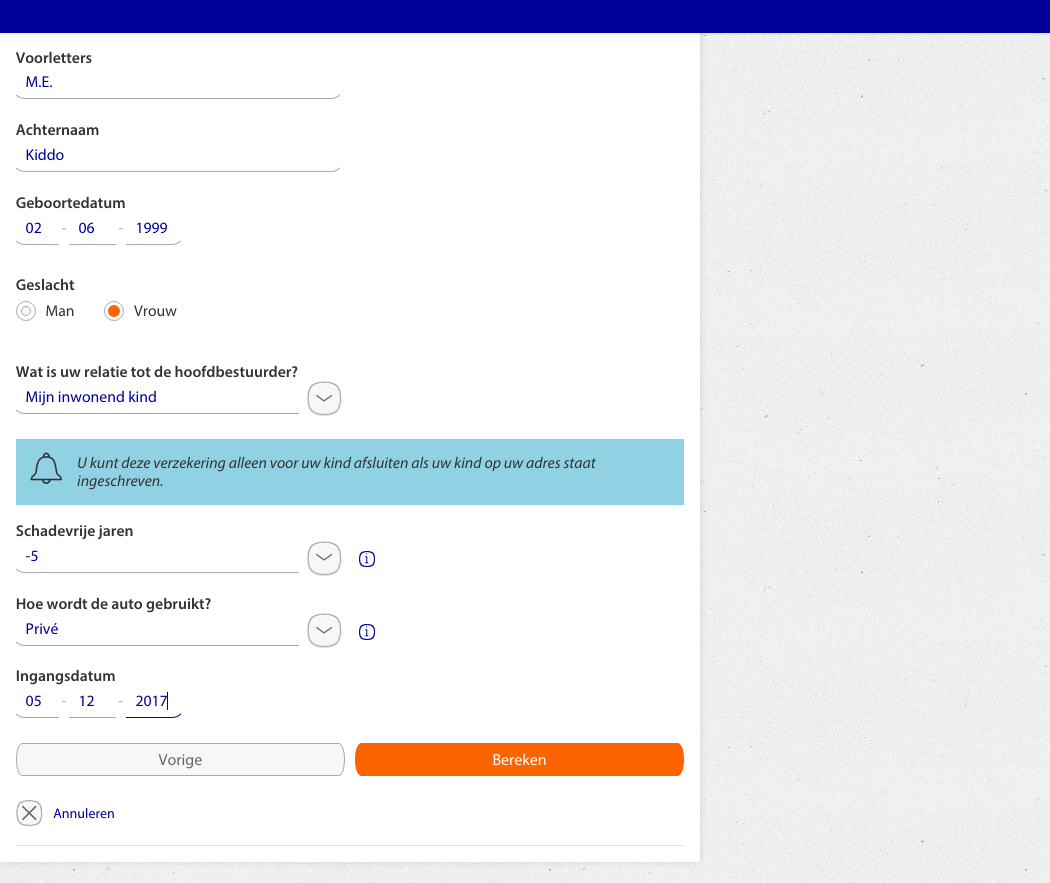 Voorletters
M.E.
Achternaam
Kiddo
Geboortedatum
02 - 06 - 1999
Geslacht
Man Vrouw
Wat is uw relatie tot de hoofdbestuurder?
Mijn inwonend kind
U kunt deze verzekering alleen voor uw kind afsluiten als uw kind op uw adres staat
ingeschreven.
Schadevrije jaren
-5
Hoe wordt de auto gebruikt?
Privé
Ingangsdatum
05 - 12 - 2017
Vorige Bereken
Annuleren